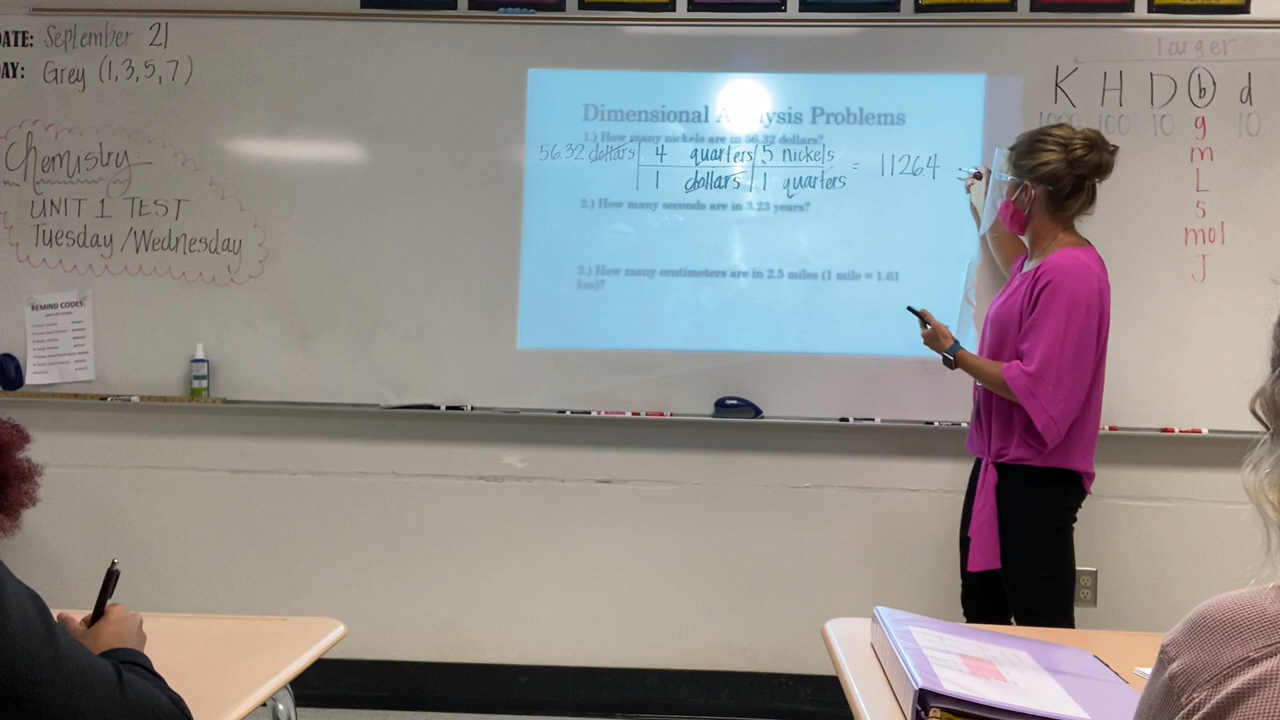 DATE: September 21
DAY: Grey (1,3,5,7)
Chemistry
UNIT 1 TEST
Tuesday/Wednesday
REMIND CODES:
Dimensional Analysis Problems
1.) How many nickels are in 56.32 dollars?
56.32 dollars 4 quarters 5 nickels = 1126.4
1 dollars 1 quarters
2.) How many seconds are in 3.23 years?
3.) How many centimeters are in 2.5 miles (1 mile = 1.61
km)?
larger
K H D b d
1000 100 10 g 10
m
L
s
mol
J